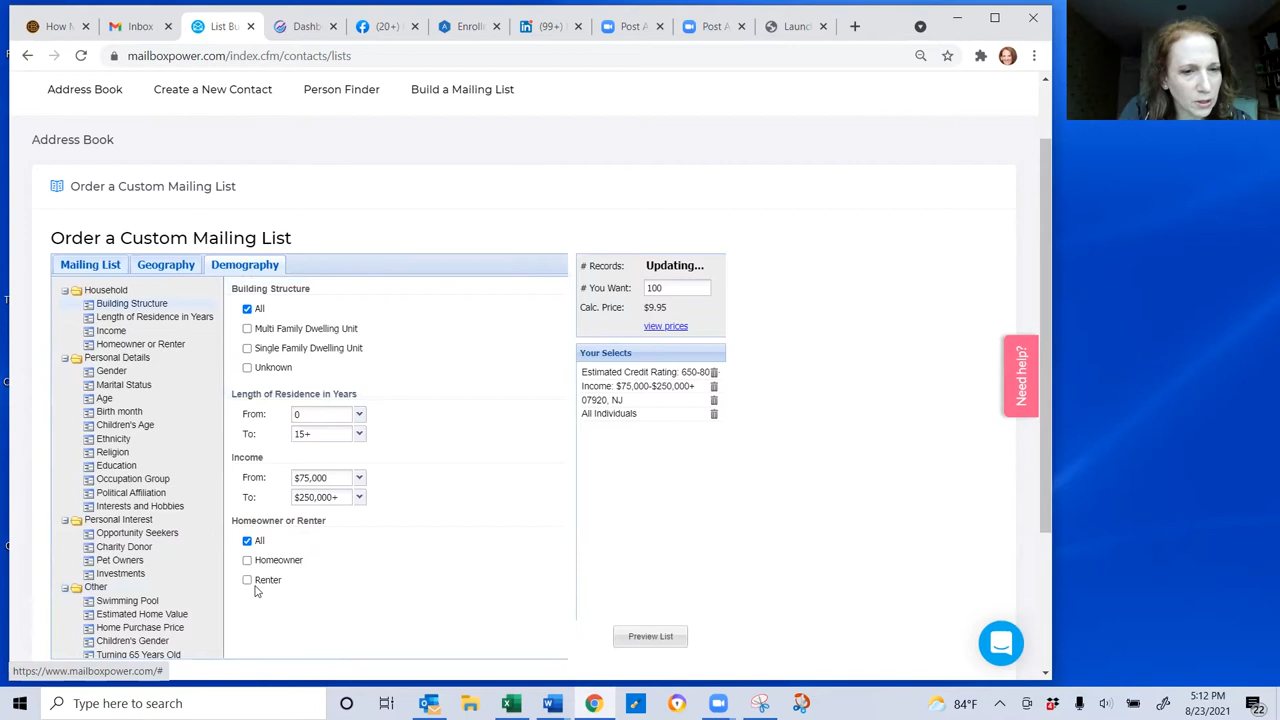 How M
Inbox
List Bu
Dashb
(20+)
Enrollr
(99+)
Post A
Post A
Launc
mailboxpower.com/index.cfm/contacts/lists
Address Book
Create a New Contact
Person Finder
Build a Mailing List
Address Book
Order a Custom Mailing List
Order a Custom Mailing List
Mailing List
Geography
Demography
Household
Building Structure
Length of Residence in Years
Income
Homeowner or Renter
Personal Details
Gender
Marital Status
Age
Birth month
Children's Age
Ethnicity
Religion
Education
Occupation Group
Political Affiliation
Interests and Hobbies
Personal Interest
Opportunity Seekers
Charity Donor
Pet Owners
Investments
Other
Swimming Pool
Estimated Home Value
Home Purchase Price
Children's Gender
Turning 65 Years Old
Building Structure
All
Multi Family Dwelling Unit
Single Family Dwelling Unit
Unknown
Length of Residence in Years
From: 0
To: 15+
Income
From: $75,000
To: $250,000+
Homeowner or Renter
All
Homeowner
Renter
# Records: Updating...
# You Want: 100
Calc. Price: $9.95
view prices
Your Selects
Estimated Credit Rating: 650-80
Income: $75,000-$250,000+
07920, NJ
All Individuals
Preview List
Need help?
https://www.mailboxpower.com/#
Type here to search
84°F
5:12 PM
8/23/2021
22